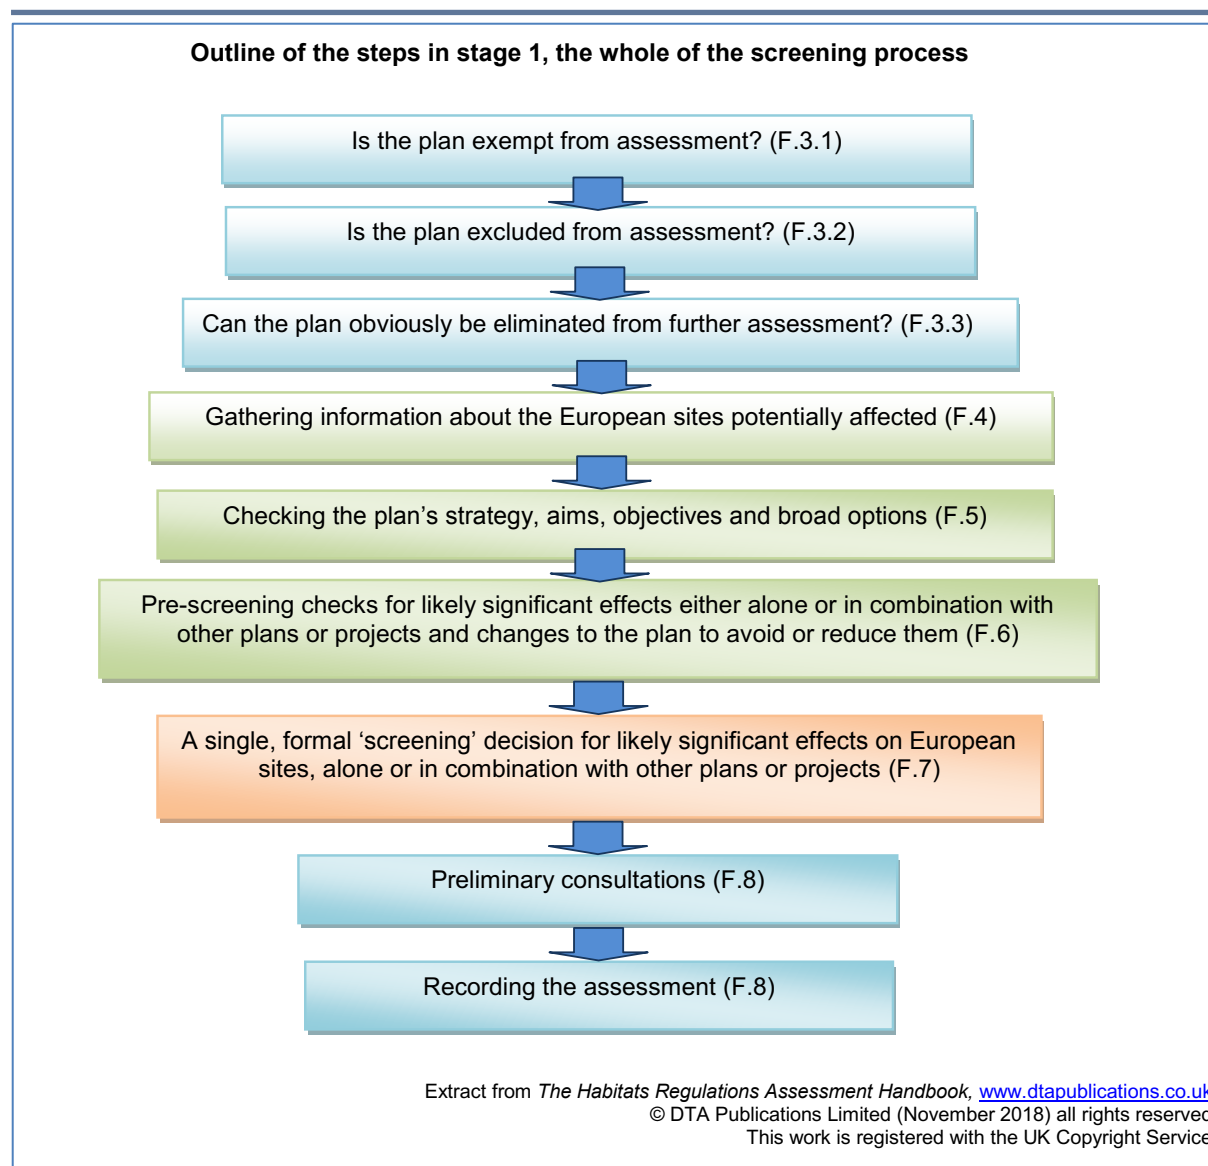 Outline of the steps in stage 1, the whole of the screening process
Is the plan exempt from assessment? (F.3.1)
Is the plan excluded from assessment? (F.3.2)
Can the plan obviously be eliminated from further assessment? (F.3.3)
Gathering information about the European sites potentially affected (F.4)
Checking the plan's strategy, aims, objectives and broad options (F.5)
Pre-screening checks for likely significant effects either alone or in combination with
other plans or projects and changes to the plan to avoid or reduce them (F.6)
A single, formal 'screening' decision for likely significant effects on European
sites, alone or in combination with other plans or projects (F.7)
Preliminary consultations (F.8)
Recording the assessment (F.8)
Extract from The Habitats Regulations Assessment Handbook, www.dtapublications.co.uk
© DTA Publications Limited (November 2018) all rights reserved
This work is registered with the UK Copyright Service